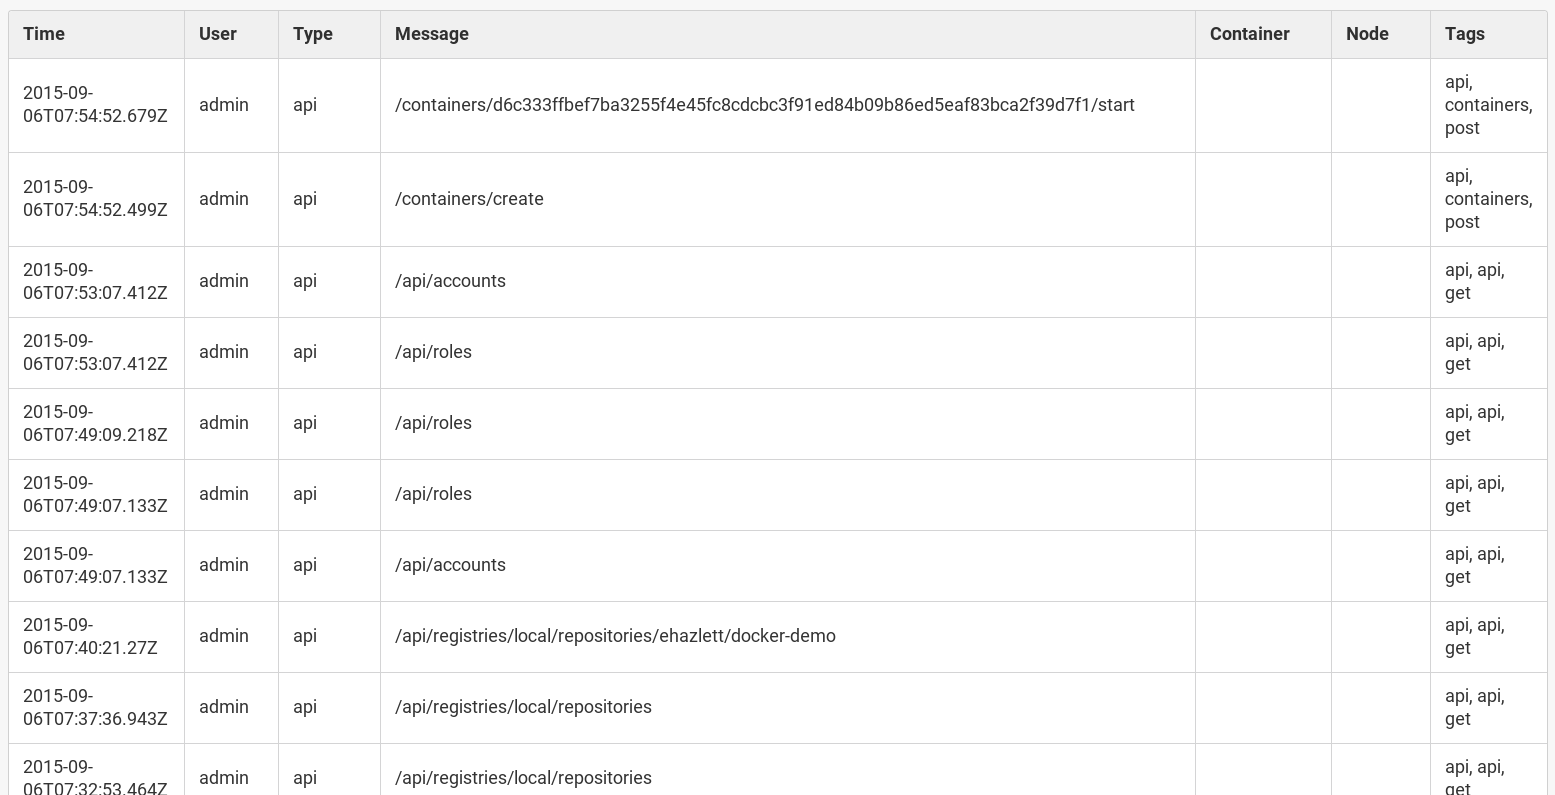 Time User Type Message Container Node Tags
2015-09-
06T07:54:52.679Z
admin
api
/containers/d6c333ffbef7ba3255f4e45fc8cdcbc3f91ed84b09b86ed5eaf83bca2f39d7f1/start
api,
containers,
post
2015-09-
06T07:54:52.499Z
admin
api
/containers/create
api,
containers,
post
2015-09-
06T07:53:07.412Z
admin
api
/api/accounts
api, api,
get
2015-09-
06T07:53:07.412Z
admin
api
/api/roles
api, api,
get
2015-09-
06T07:49:09.218Z
admin
api
/api/roles
api, api,
get
2015-09-
06T07:49:07.133Z
admin
api
/api/roles
api, api,
get
2015-09-
06T07:49:07.133Z
admin
api
/api/accounts
api, api,
get
2015-09-
06T07:40:21.27Z
admin
api
/api/registries/local/repositories/ehazlett/docker-demo
api, api,
get
2015-09-
06T07:37:36.943Z
admin
api
/api/registries/local/repositories
api, api,
get
2015-09-
06T07:32:53.464Z
admin
api
/api/registries/local/repositories
api, api,
get